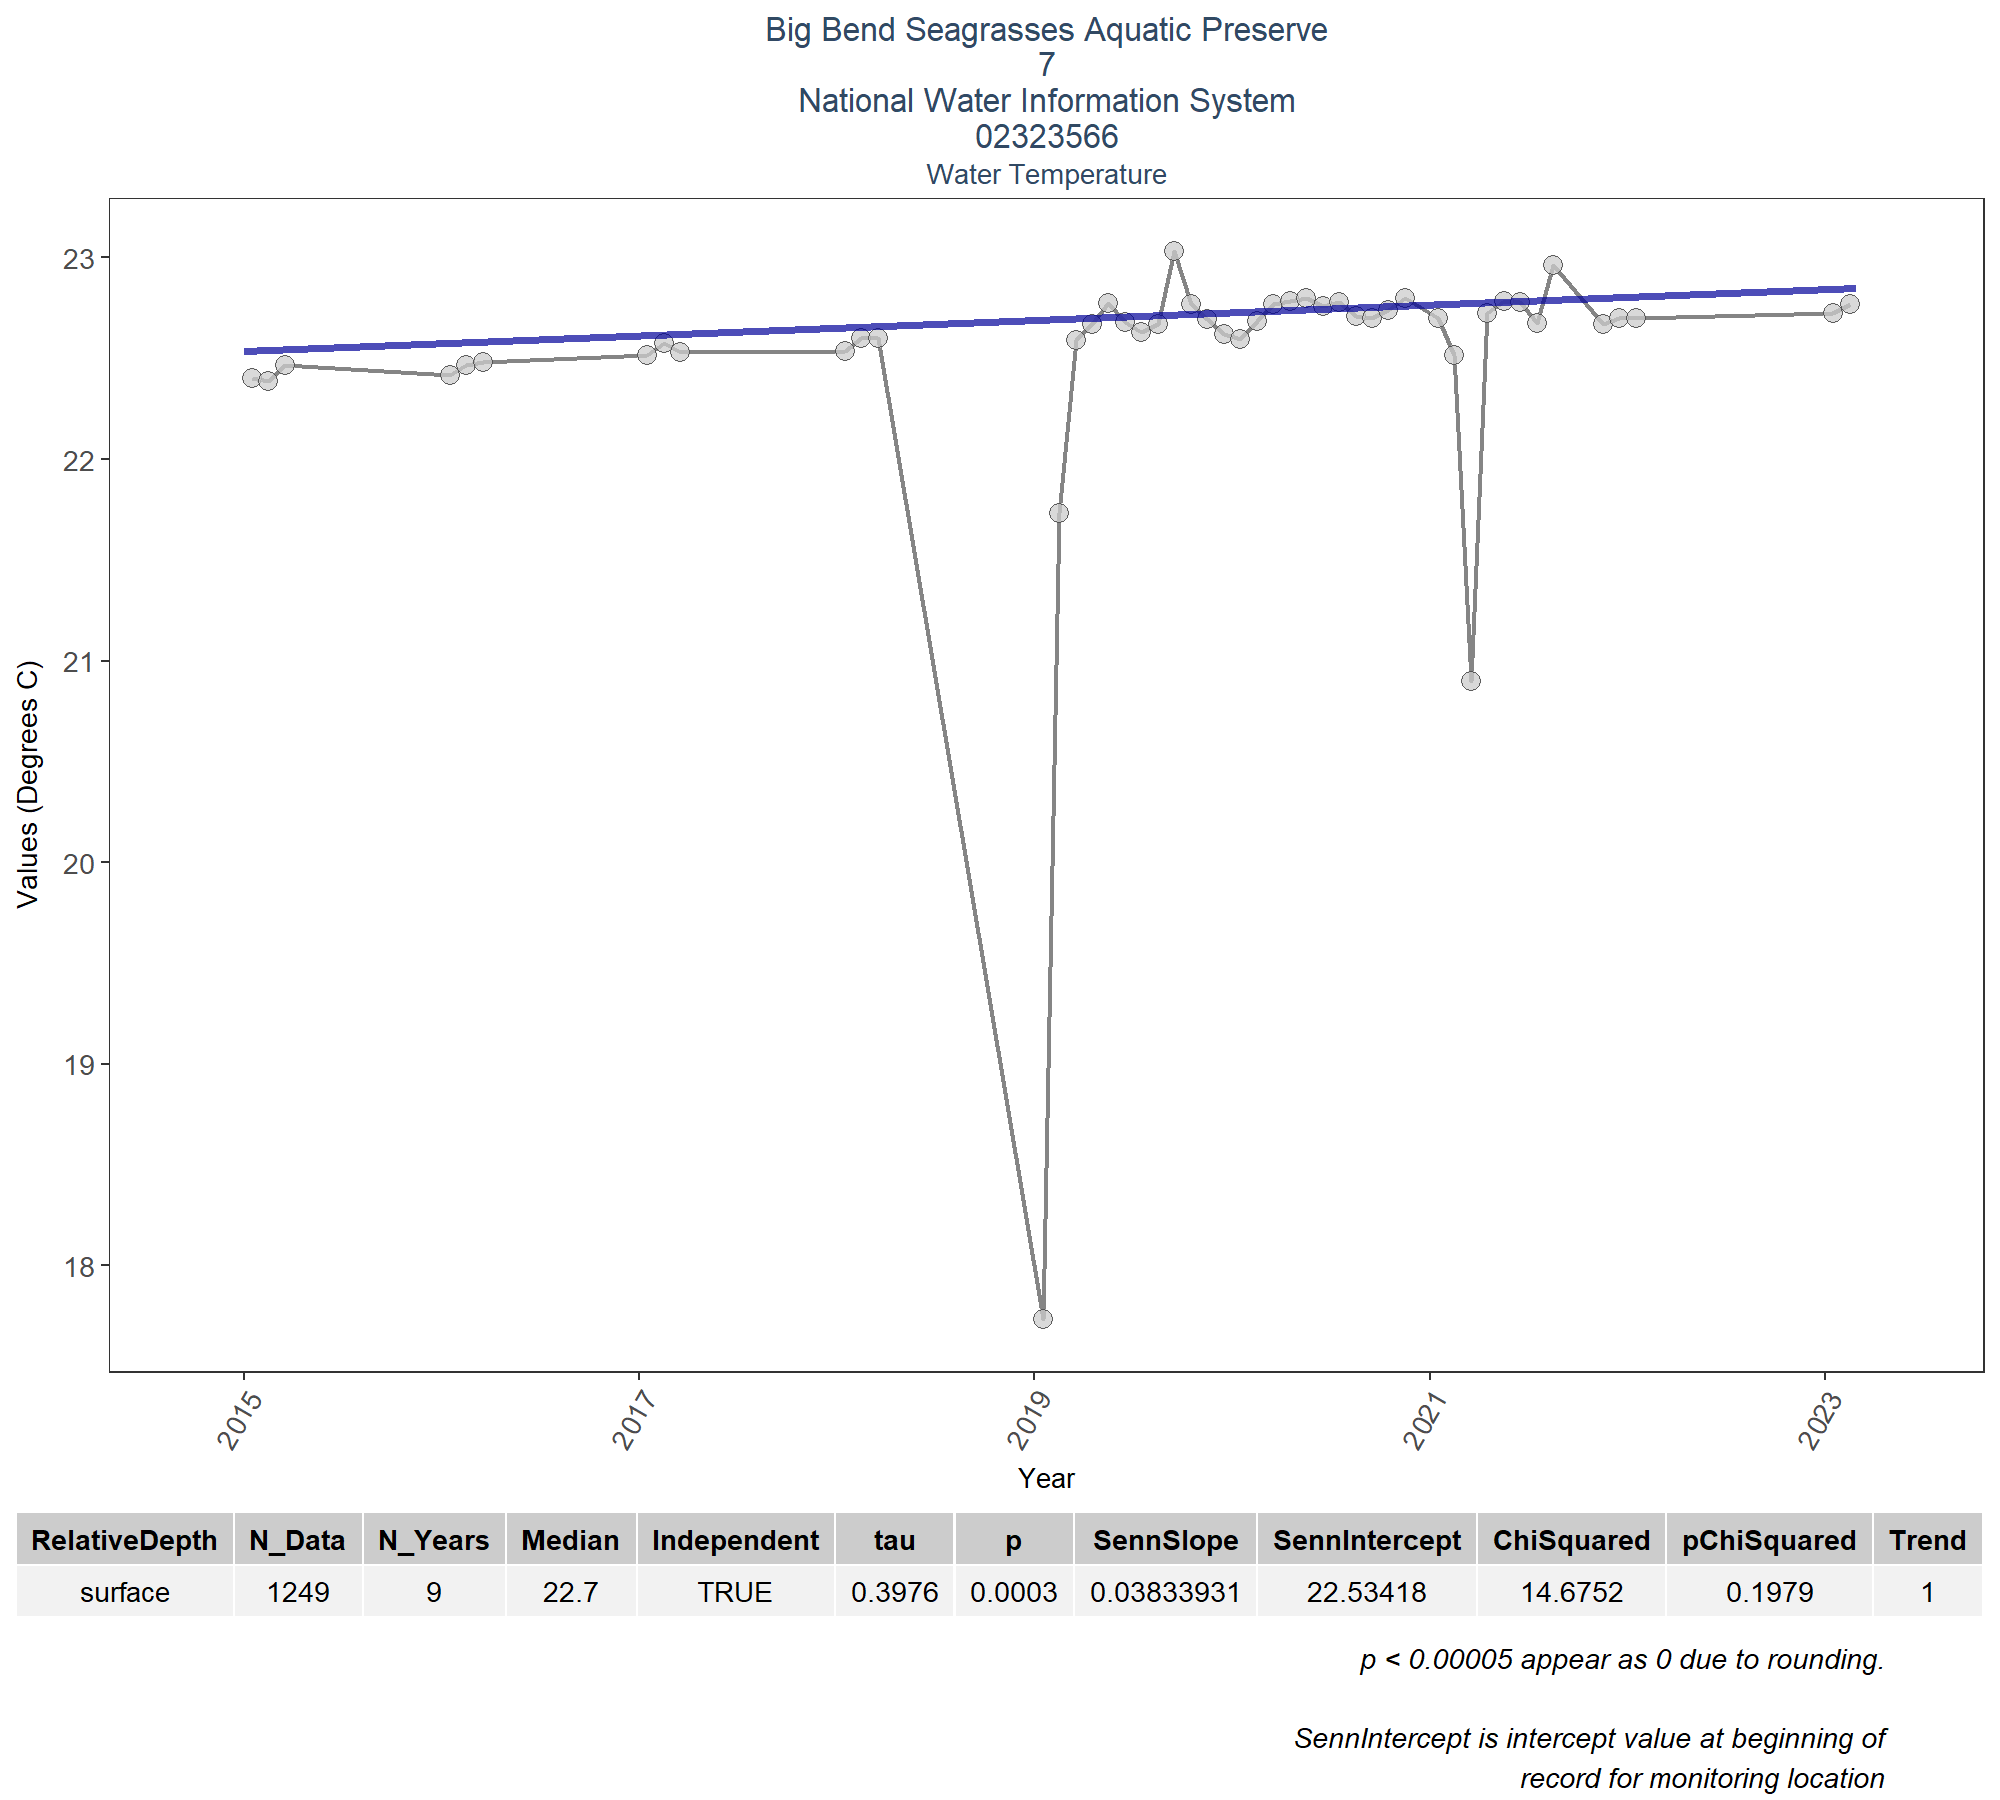 Big Bend Seagrasses Aquatic Preserve
7
National Water Information System
02323566
Water Temperature
Values (Degrees C)
23
22
21
20
19
18
2015 2017 2019 2021 2023
Year
RelativeDepth N_Data N_Years Median Independent tau p SennSlope SennIntercept ChiSquared pChiSquared Trend
surface 1249 9 22.7 TRUE 0.3976 0.0003 0.03833931 22.53418 14.6752 0.1979 1
p < 0.00005 appear as 0 due to rounding.
SennIntercept is intercept value at beginning of
record for monitoring location